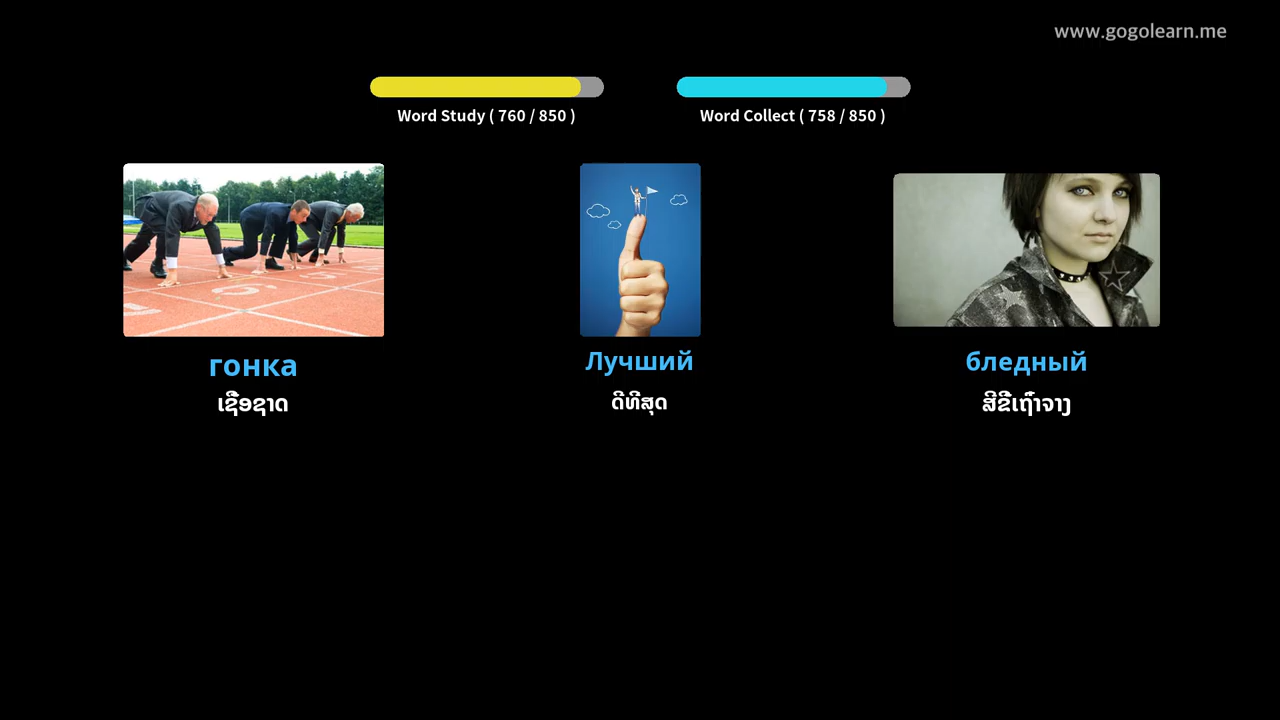 www.gogolearn.me
Word Study ( 760 / 850 )
Word Collect ( 758 / 850 )
гонка
Лучший
бледный
ເຊື້ອຊາດ
ດີທີ່ສຸດ
ສີຂີ້ເຖົ່າຈາງ